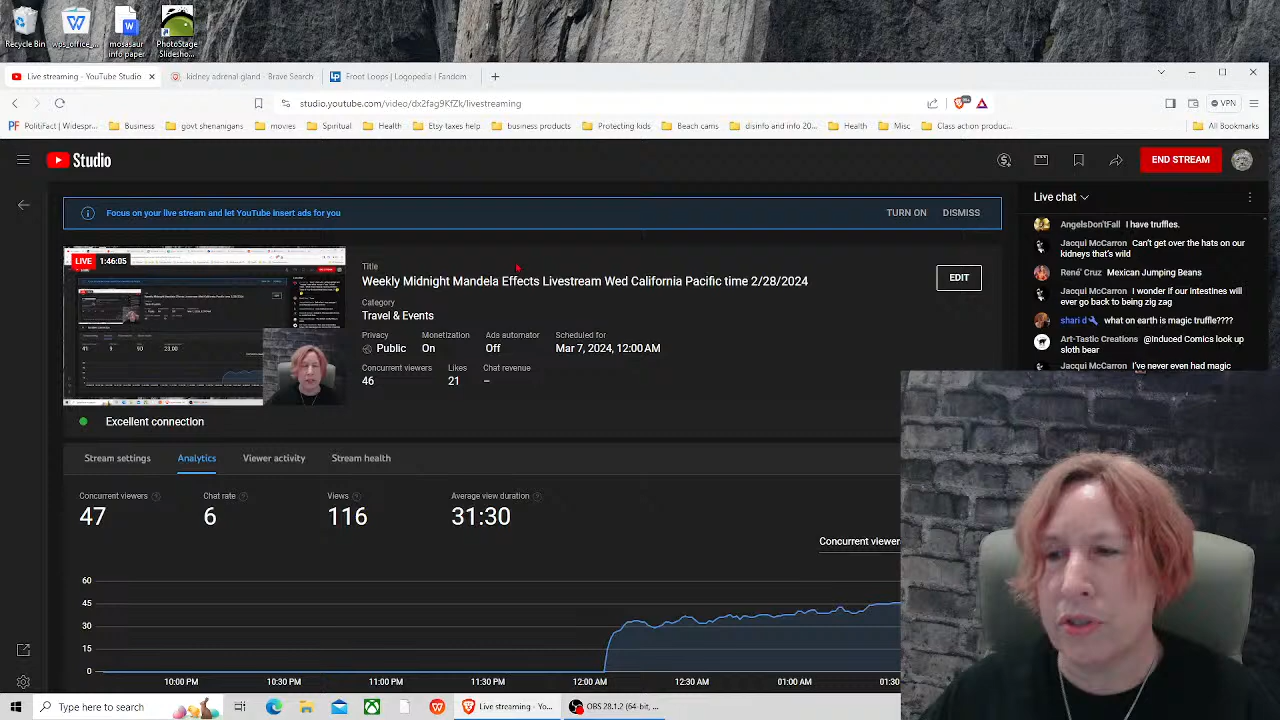 Recycle Bin
wps_office_...
mosasaur info paper
PhotoStage Slidesho...
Live streaming - YouTube Studio
kidney adrenal gland - Brave Search
Froot Loops | Logopedia | Fandom
studio.youtube.com/video/dx2fag9KfZk/livestreaming
VPN
PolitiFact | Widespr...
Business
govt shenanigans
movies
Spiritual
Health
Etsy taxes help
business products
Protecting kids
Beach cams
disinfo and info 20...
Health
Misc
Class action produc...
All Bookmarks
Studio
END STREAM
Focus on your live stream and let YouTube insert ads for you
TURN ON
DISMISS
LIVE
1:46:05
Title
Weekly Midnight Mandela Effects Livestream Wed California Pacific time 2/28/2024
EDIT
Category
Travel & Events
Privacy
Monetization
Ads automator
Scheduled for
Public
On
Off
Mar 7, 2024, 12:00 AM
Concurrent viewers
Likes
Chat revenue
46
21
–
Excellent connection
Stream settings
Analytics
Viewer activity
Stream health
Concurrent viewers
Chat rate
Views
Average view duration
47
6
116
31:30
Concurrent viewer
60
45
30
15
0
10:00 PM
10:30 PM
11:00 PM
11:30 PM
12:00 AM
12:30 AM
01:00 AM
01:30
Live chat
AngelsDon'tFall I have truffles.
Jacqui McCarron Can't get over the hats on our
kidneys that's wild
René' Cruz Mexican Jumping Beans
Jacqui McCarron I wonder if our intestines will
ever go back to being zig zag
shari d what on earth is magic truffle????
Art-Tastic Creations @Induced Comics look up
sloth bear
Jacqui McCarron I've never even had magic
Type here to search
Live streaming - Yo...
OBS 28.1.2 (64-bit, ...